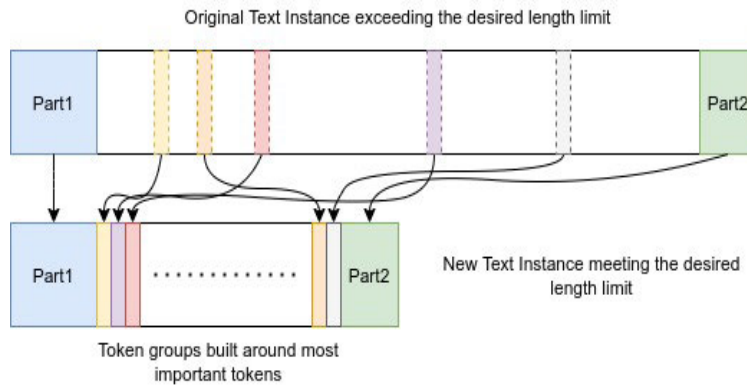 Original Text Instance exceeding the desired length limit
Part1
Part2
Part1
Part2
New Text Instance meeting the desired
length limit
Token groups built around most
important tokens